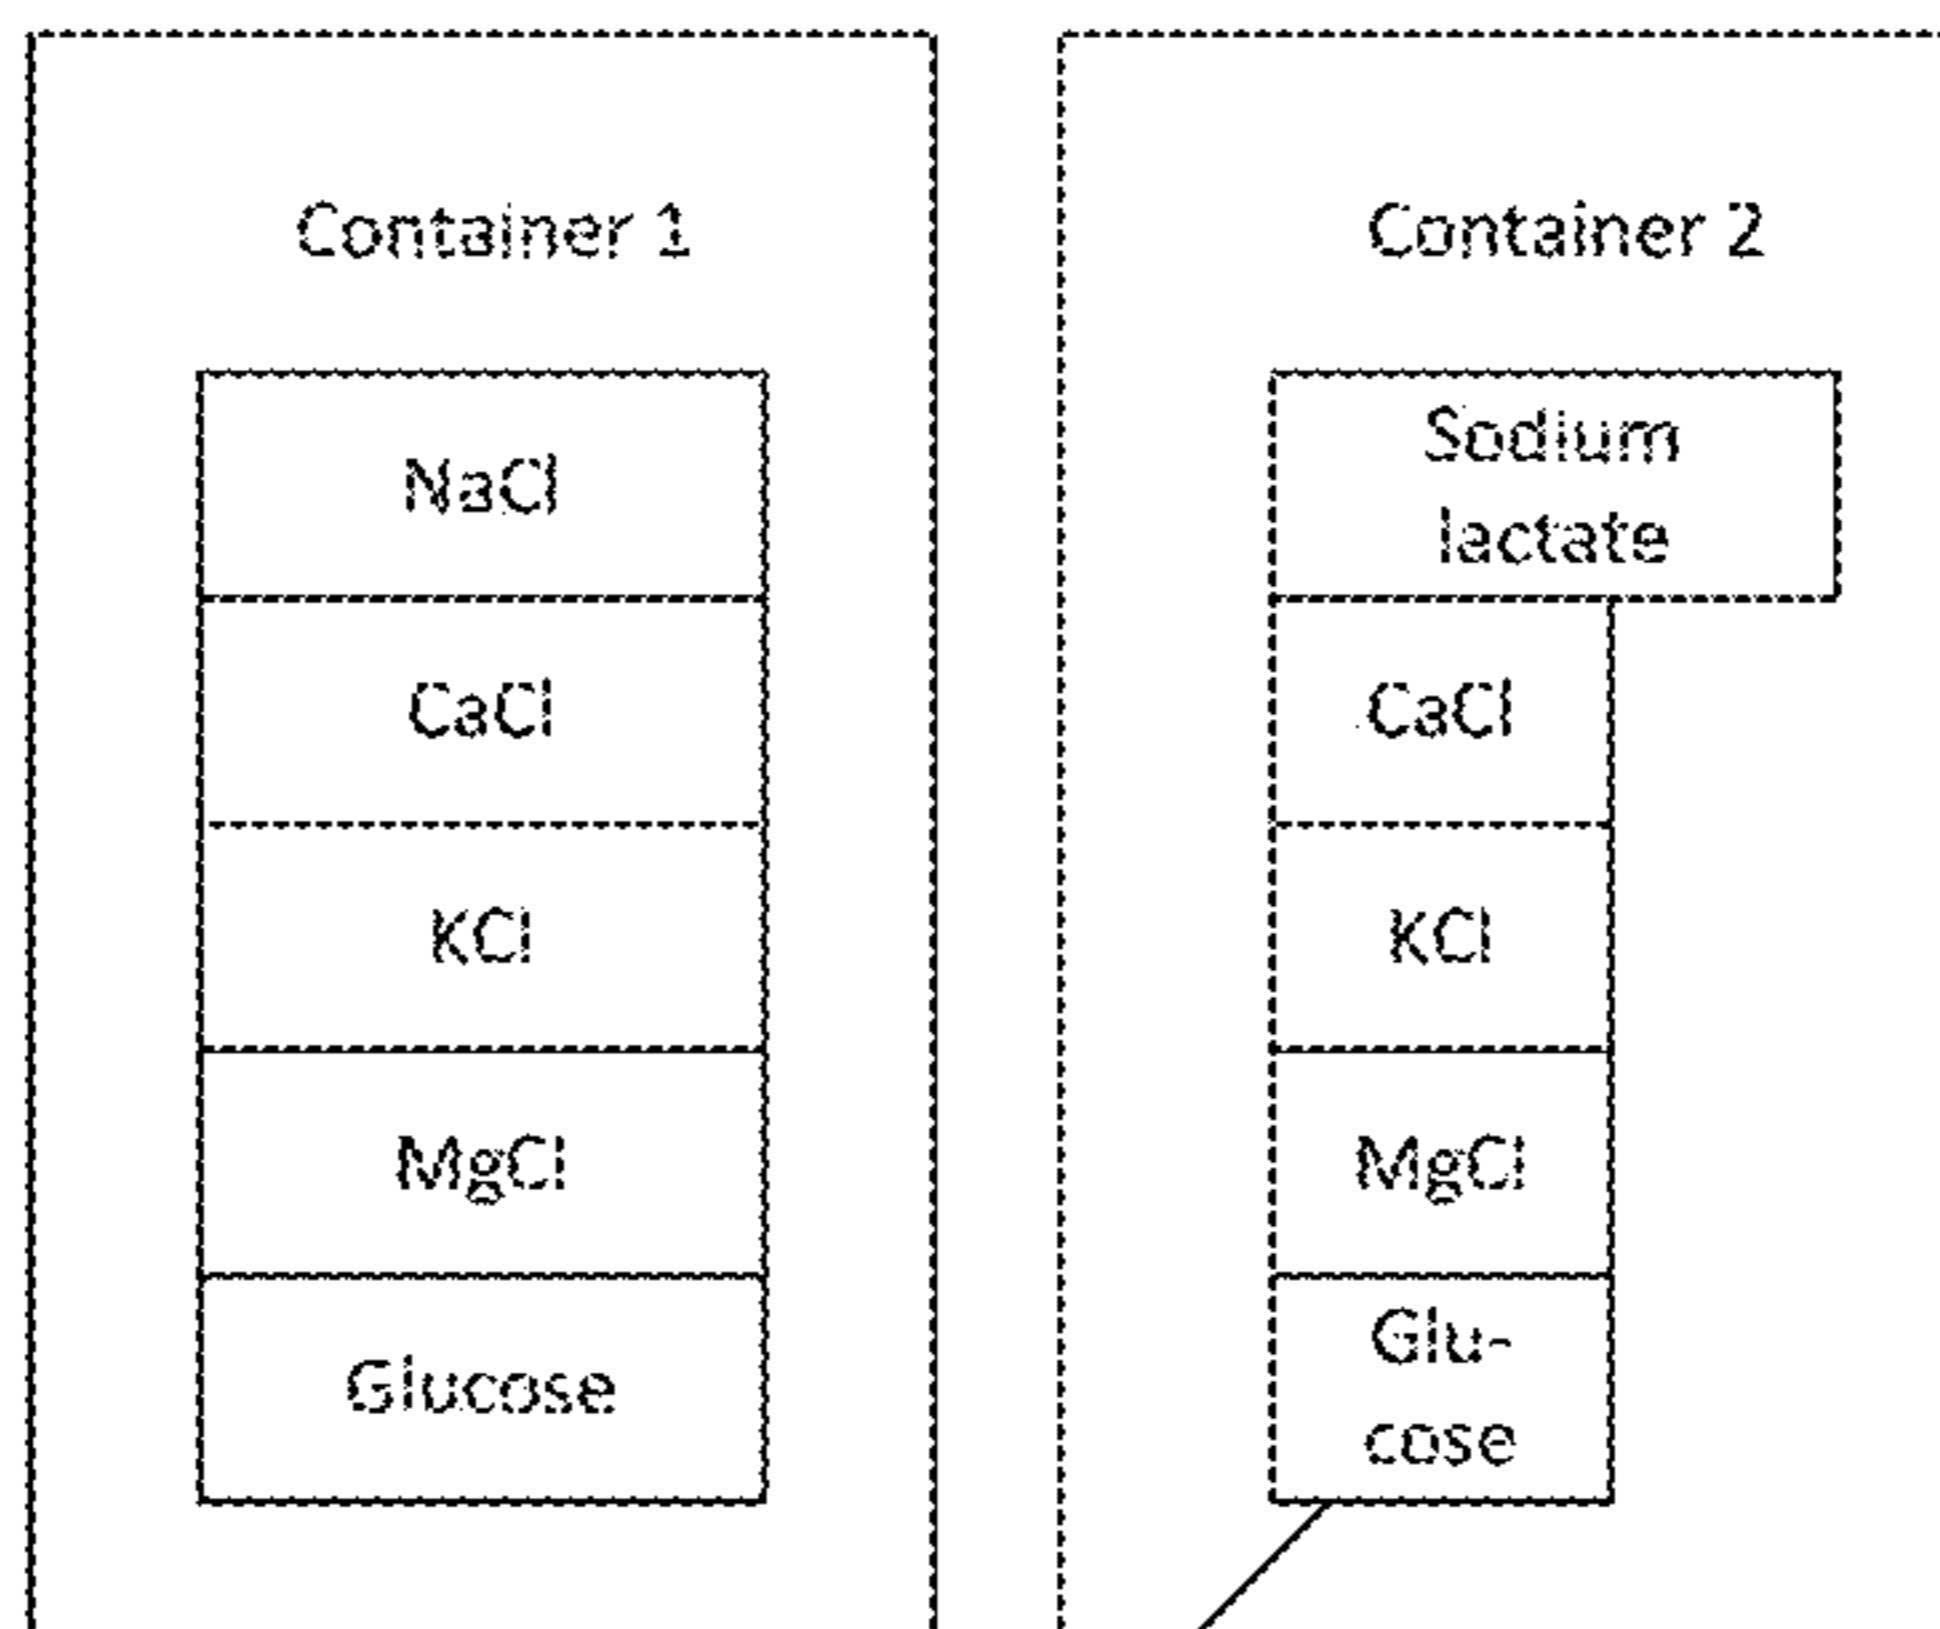 Container 1
NaCl
CaCl
KCl
MgCl
Glucose
Container 2
Sodium
lactate
CaCl
KCl
MgCl
Glu-
cose